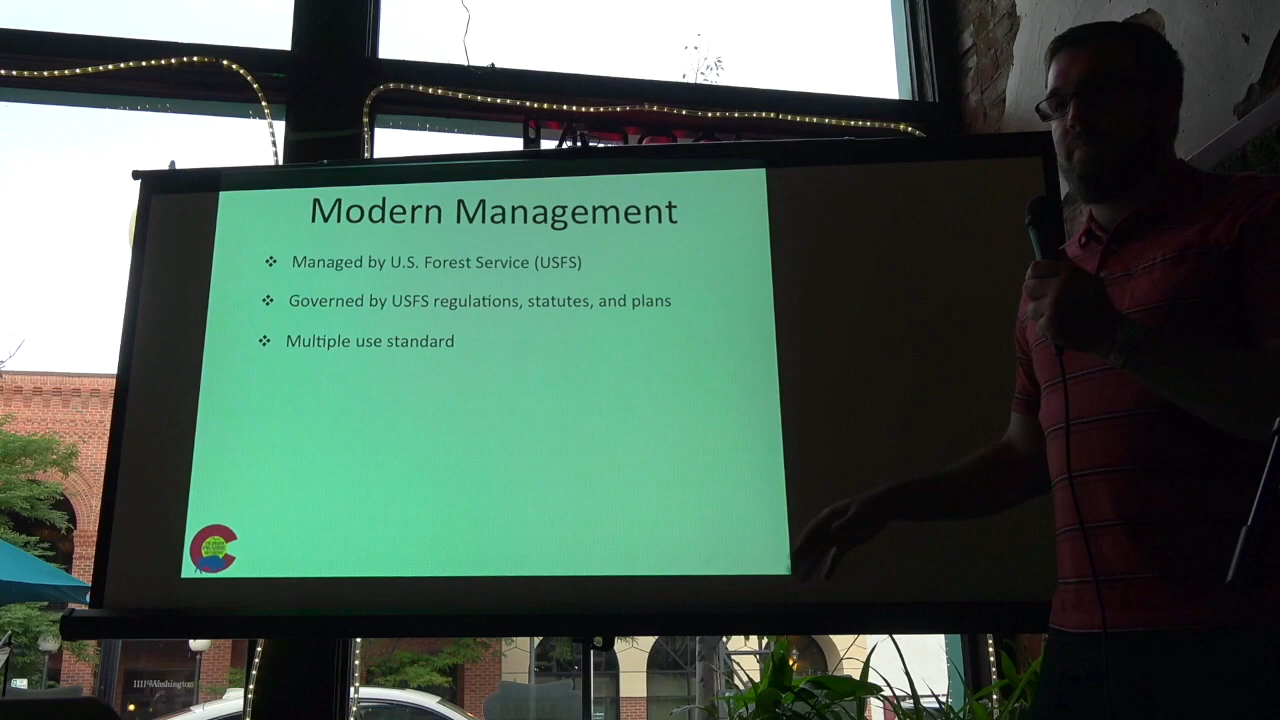 Modern Management
❖ Managed by U.S. Forest Service (USFS)
❖ Governed by USFS regulations, statutes, and plans
❖ Multiple use standard
1111 Washington